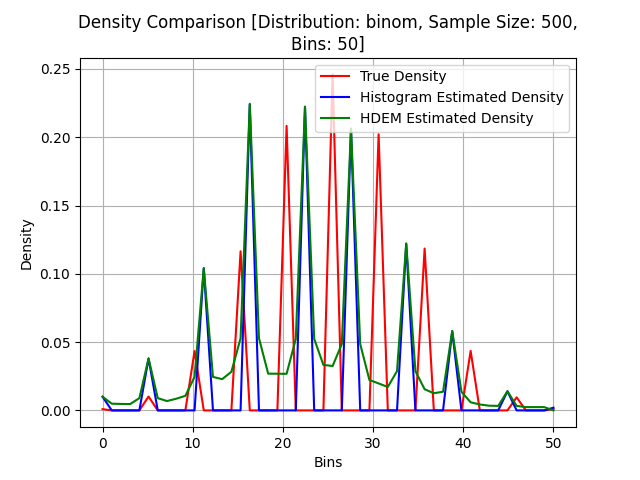 Density Comparison [Distribution: binom, Sample Size: 500,
Bins: 50]
True Density
Histogram Estimated Density
HDEM Estimated Density
Density
0.25
0.20
0.15
0.10
0.05
0.00
0 10 20 30 40 50
Bins